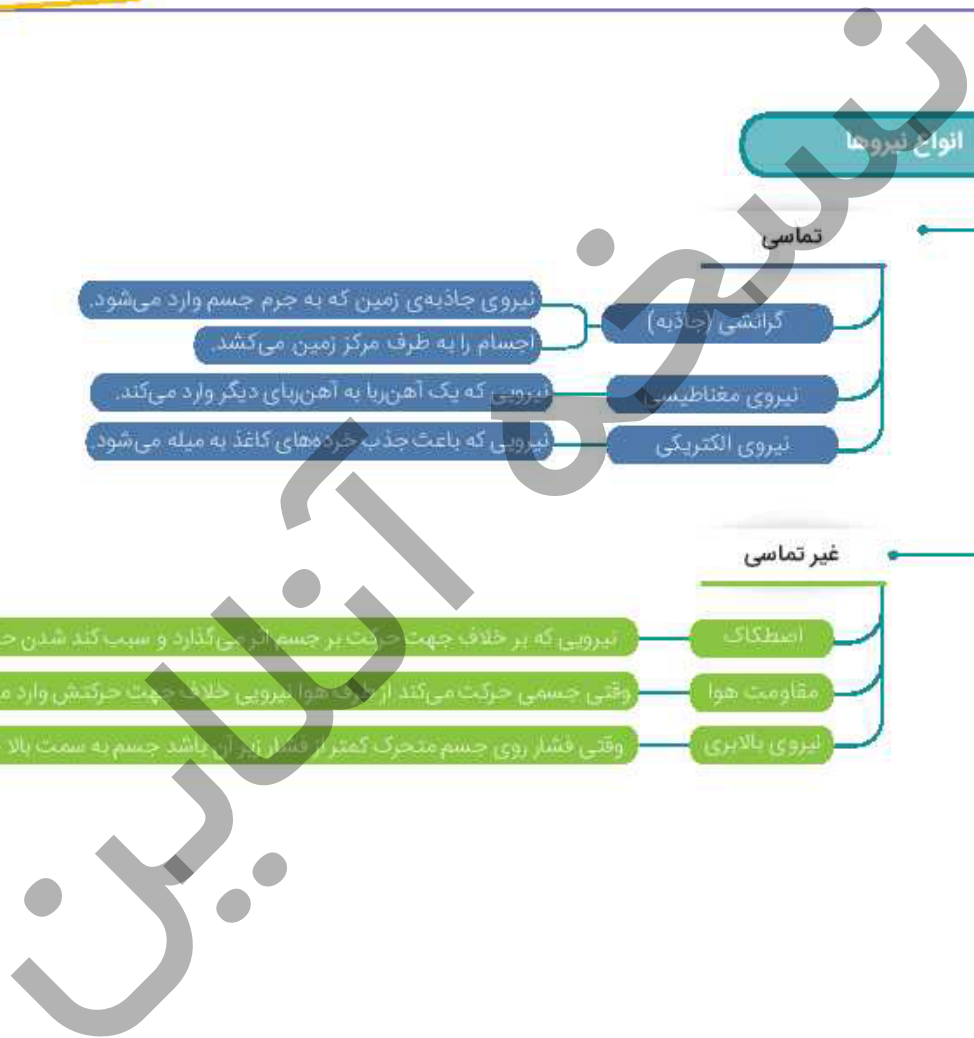 انواع نیروها
تماسی
گرانشی (جاذبه)
نیروی جاذبه‌ی زمین که به جرم جسم وارد می‌شود.
اجسام را به طرف مرکز زمین می‌کشد.
نیروی مغناطیسی
نیرویی که یک آهن‌ربا به آهن‌ربای دیگر وارد می‌کند.
نیروی الکتریکی
نیرویی که باعث جذب خرده‌های کاغذ به میله می‌شود.
غیر تماسی
اصطکاک
نیرویی که بر خلاف جهت حرکت بر جسم اثر می‌گذارد و سبب کند شدن
مقاومت هوا
وقتی جسمی حرکت می‌کند از طرف هوا نیرویی خلاف جهت حرکتش وارد
نیروی بالابری
وقتی فشار روی جسم متحرک کمتر از فشار زیر آن باشد جسم به سمت بالا
نسخه آنلاین